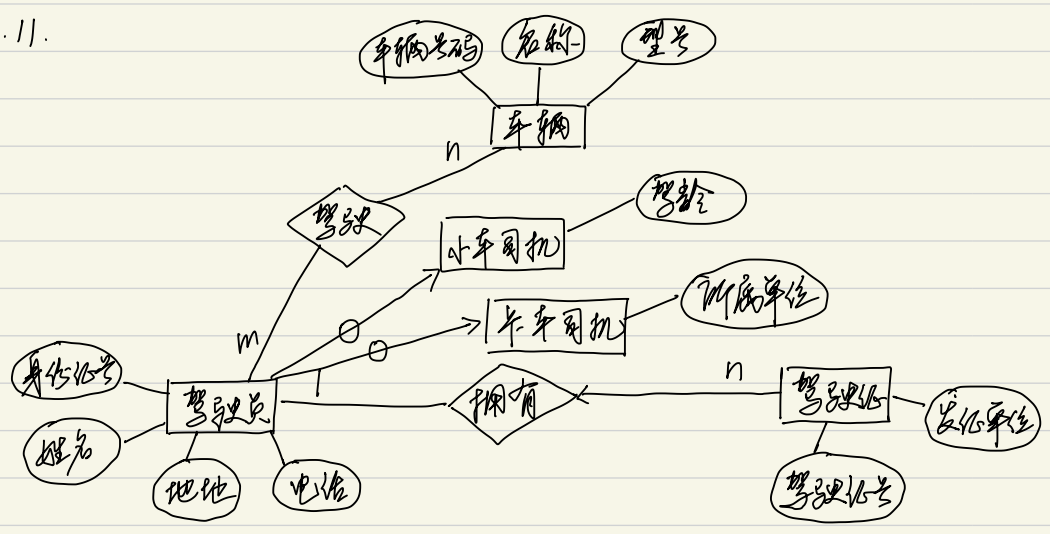 .11.
车辆号码 名称 型号
车辆
n
驾驶
驾龄
小车司机
所属单位
卡车司机
m
n
身份证号
驾驶员
1
拥有
驾驶证
发证单位
姓名
地地
电话
驾驶证号